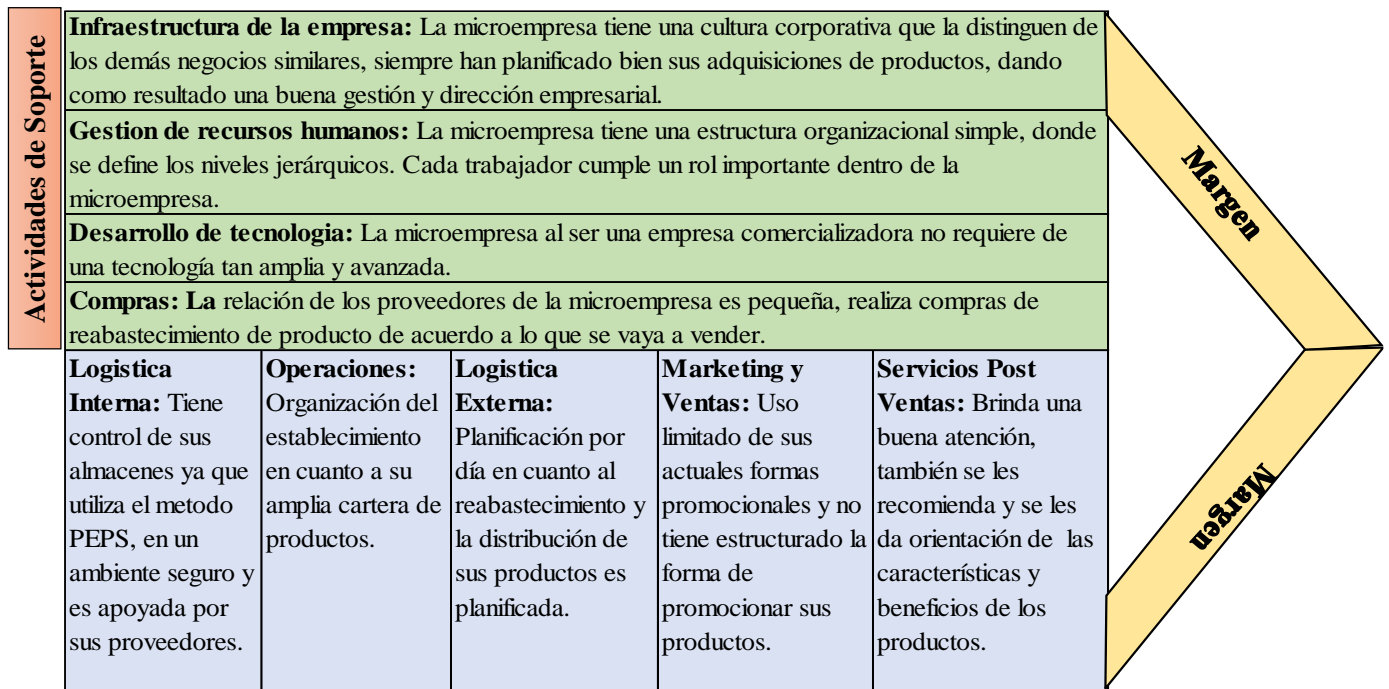 Actividades de Soporte
Infraestructura de la empresa: La microempresa tiene una cultura corporativa que la distinguen de
los demás negocios similares, siempre han planificado bien sus adquisiciones de productos, dando
como resultado una buena gestión y dirección empresarial.
Gestion de recursos humanos: La microempresa tiene una estructura organizacional simple, donde
se define los niveles jerárquicos. Cada trabajador cumple un rol importante dentro de la
microempresa.
Desarrollo de tecnologia: La microempresa al ser una empresa comercializadora no requiere de
una tecnología tan amplia y avanzada.
Compras: La relación de los proveedores de la microempresa es pequeña, realiza compras de
reabastecimiento de producto de acuerdo a lo que se vaya a vender.
Logistica
Interna: Tiene
control de sus
almacenes ya que
utiliza el metodo
PEPS, en un
ambiente seguro y
es apoyada por
sus proveedores.
Operaciones:
Organización del
establecimiento
en cuanto a su
amplia cartera de
productos.
Logistica
Externa:
Planificación por
día en cuanto al
reabastecimiento y
la distribución de
sus productos es
planificada.
Marketing y
Ventas: Uso
limitado de sus
actuales formas
promocionales y no
tiene estructurado la
forma de
promocionar sus
productos.
Servicios Post
Ventas: Brinda una
buena atención,
también se les
recomienda y se les
da orientación de las
características y
beneficios de los
productos.
Margen
Margen